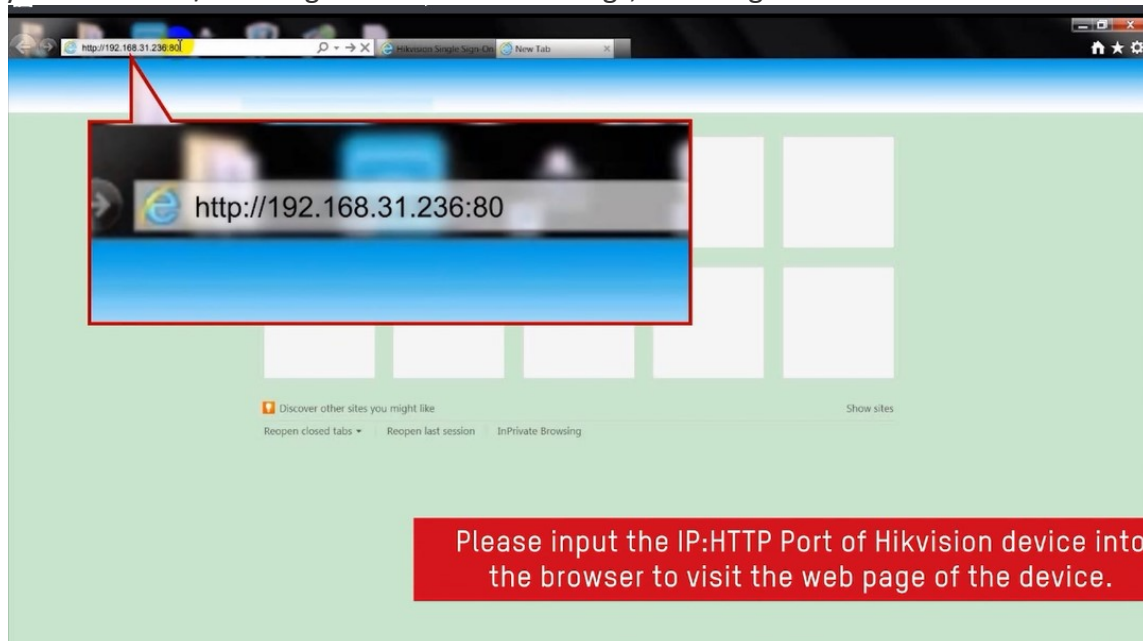 http://192.168.31.236:80
Hikvision Single Sign-On
New Tab
http://192.168.31.236:80
Discover other sites you might like
Show sites
Reopen closed tabs
Reopen last session
InPrivate Browsing
Please input the IP:HTTP Port of Hikvision device into
the browser to visit the web page of the device.